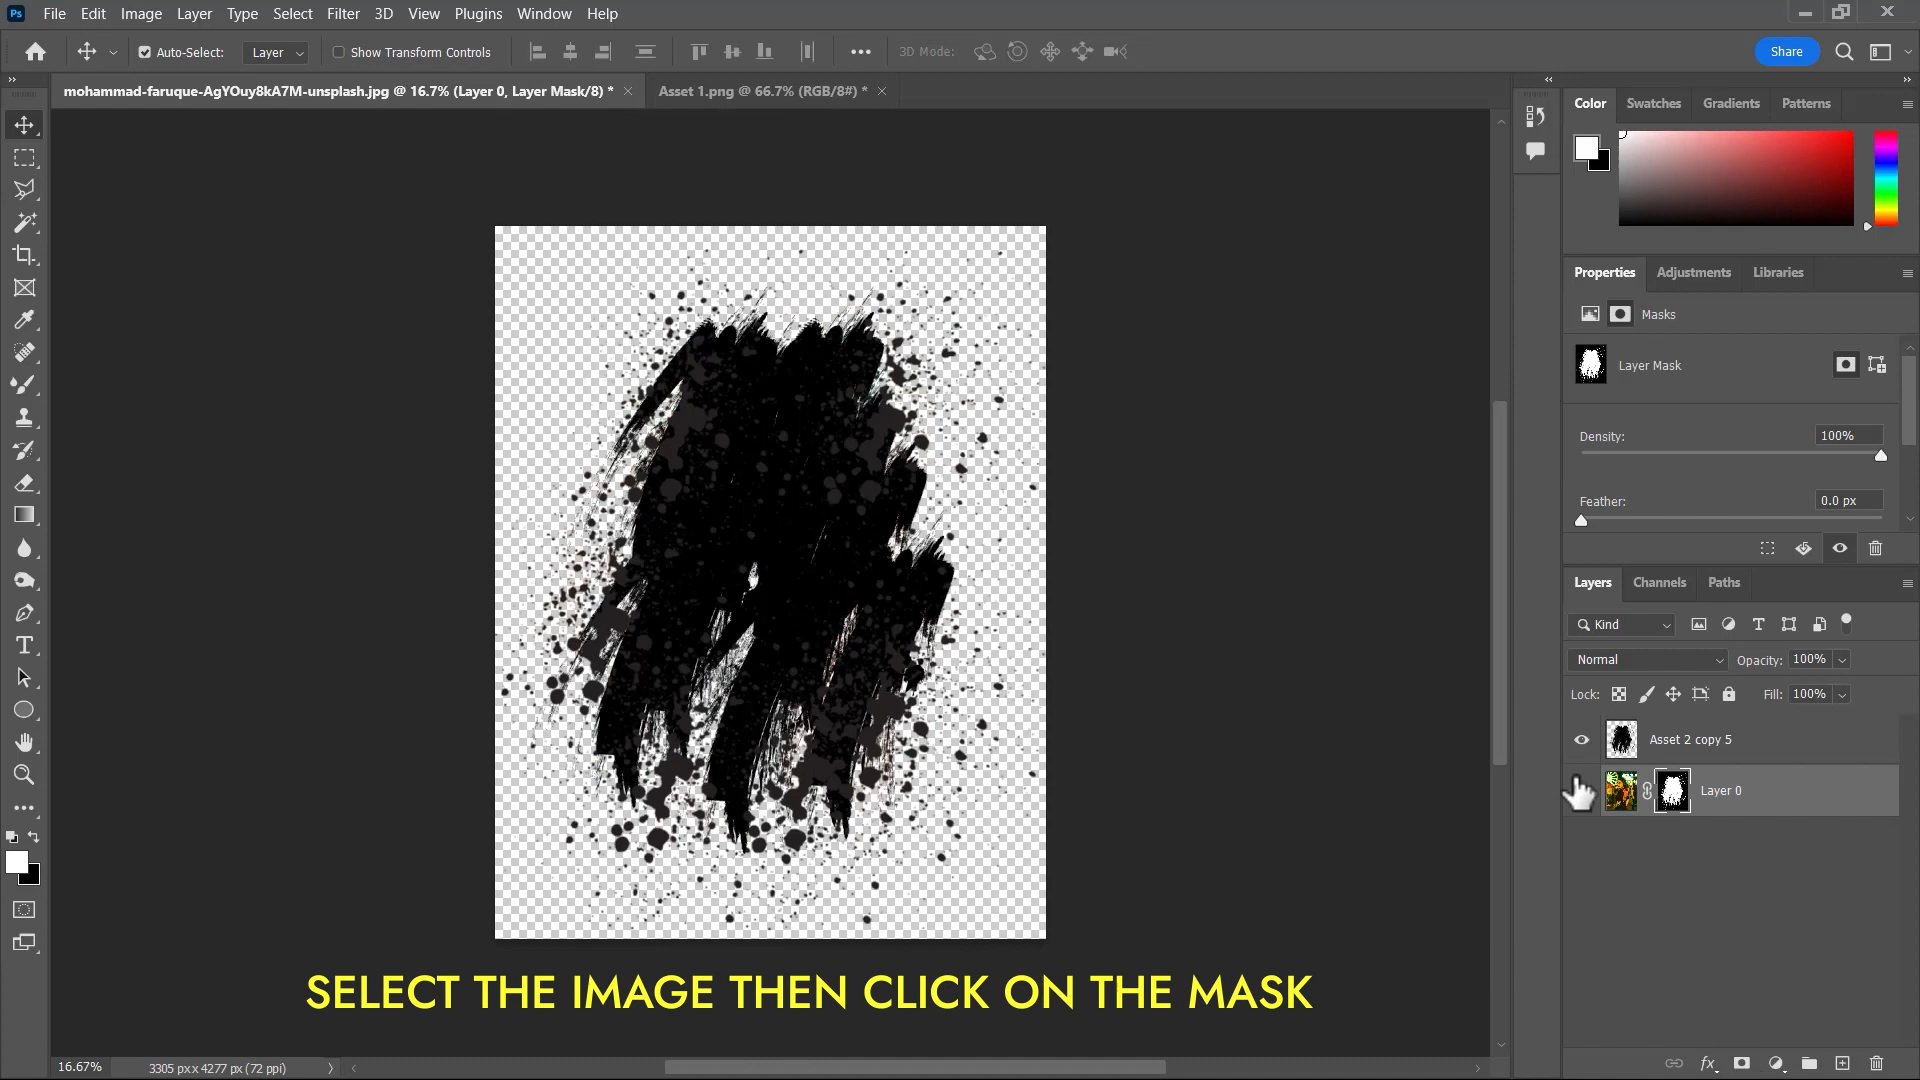 Ps File Edit Image Layer Type Select Filter 3D View Plugins Window Help
Auto-Select: Layer Show Transform Controls 3D Mode: Share
mohammad-faruque-AgYOuy8kA7M-unsplash.jpg @ 16.7% (Layer 0, Layer Mask/8) * Asset 1.png @ 66.7% (RGB/8#) *
Color Swatches Gradients Patterns
Properties Adjustments Libraries
Masks
Layer Mask
Density: 100%
Feather: 0.0 px
Layers Channels Paths
Kind
Normal Opacity: 100%
Lock: Fill: 100%
Asset 2 copy 5
Layer 0
SELECT THE IMAGE THEN CLICK ON THE MASK
16.67% 3305 px x 4277 px (72 ppi)